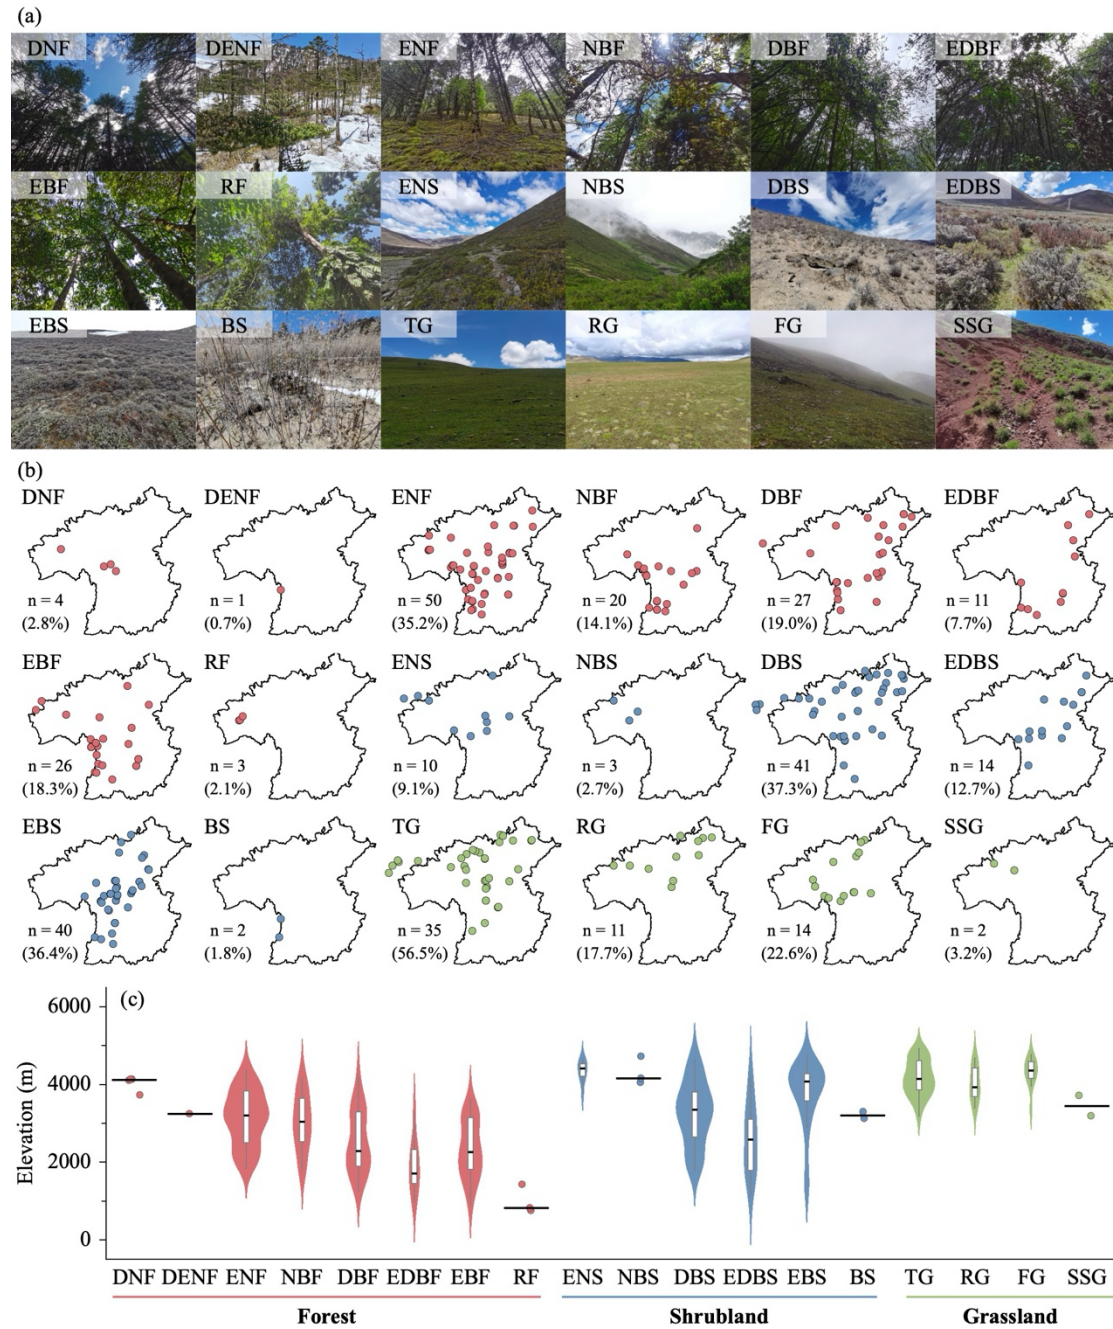 (a)
DNF DENF ENF NBF DBF EDBF
EBF RF ENS NBS DBS EDBS
EBS BS TG RG FG SSG
(b)
DNF DENF ENF NBF DBF EDBF
n = 4 n = 1 n = 50 n = 20 n = 27 n = 11
(2.8%) (0.7%) (35.2%) (14.1%) (19.0%) (7.7%)
EBF RF ENS NBS DBS EDBS
n = 26 n = 3 n = 10 n = 3 n = 41 n = 14
(18.3%) (2.1%) (9.1%) (2.7%) (37.3%) (12.7%)
EBS BS TG RG FG SSG
n = 40 n = 2 n = 35 n = 11 n = 14 n = 2
(36.4%) (1.8%) (56.5%) (17.7%) (22.6%) (3.2%)
(c)
Elevation (m)
6000
4000
2000
0
DNF DENF ENF NBF DBF EDBF EBF RF ENS NBS DBS EDBS EBS BS TG RG FG SSG
Forest Shrubland Grassland